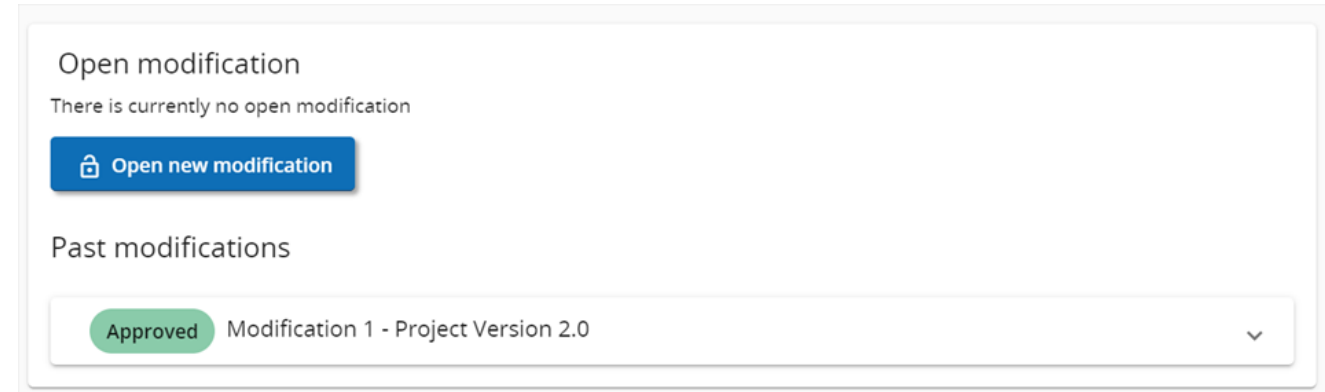 Open modification
There is currently no open modification
Open new modification
Past modifications
Approved Modification 1 - Project Version 2.0